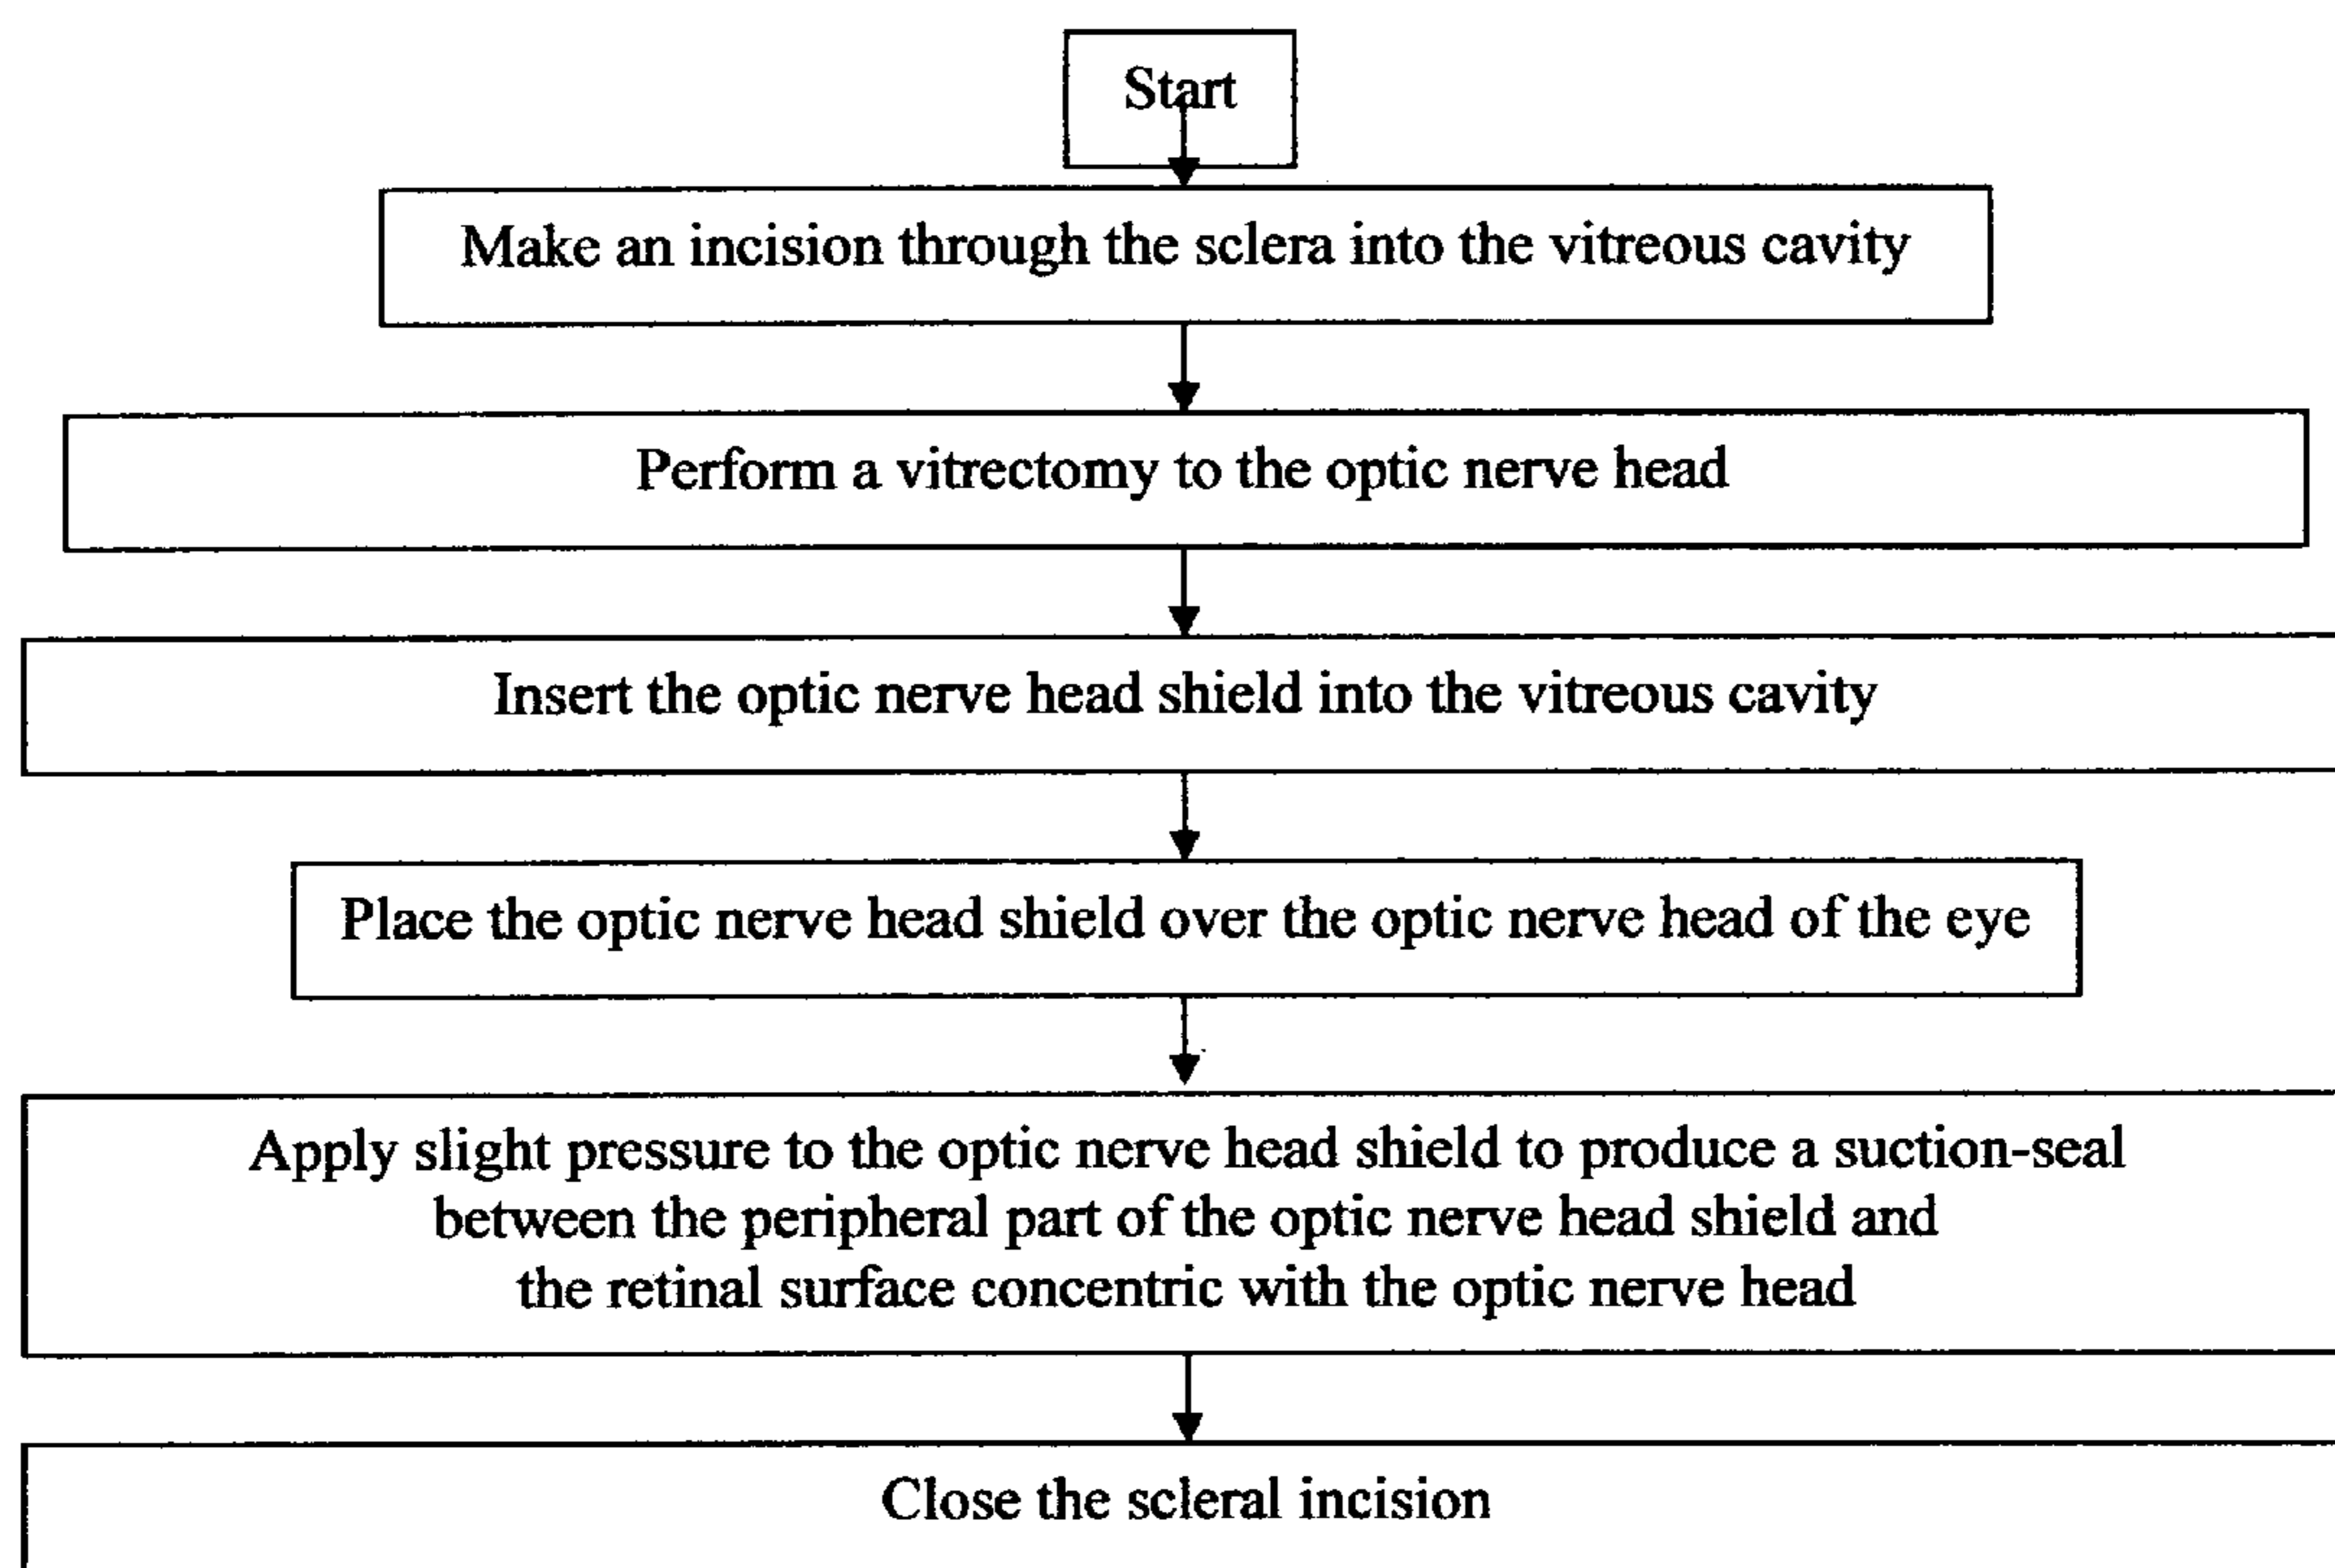 Start
Make an incision through the sclera into the vitreous cavity
Perform a vitrectomy to the optic nerve head
Insert the optic nerve head shield into the vitreous cavity
Place the optic nerve head shield over the optic nerve head of the eye
Apply slight pressure to the optic nerve head shield to produce a suction-seal
between the peripheral part of the optic nerve head shield and
the retinal surface concentric with the optic nerve head
Close the scleral incision